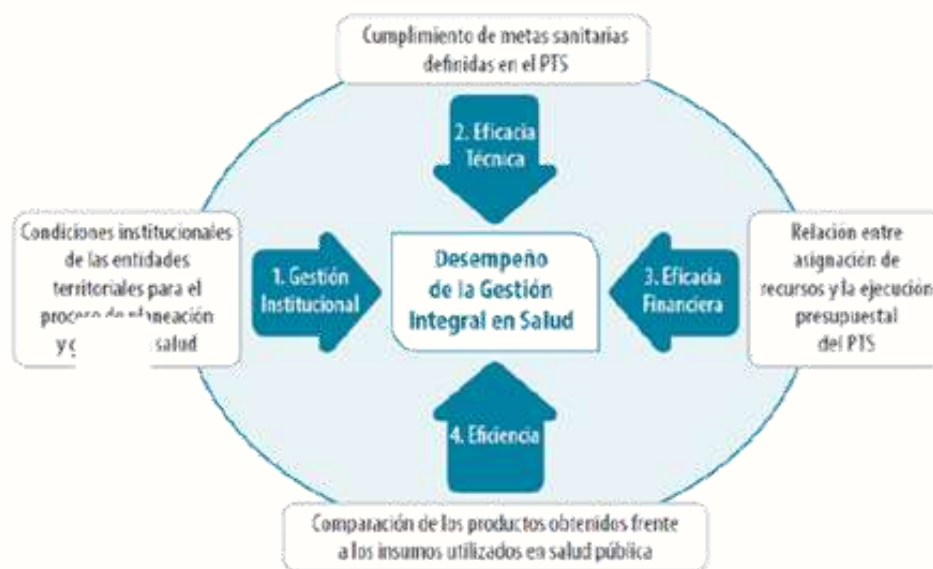 Cumplimiento de metas sanitarias
definidas en el PTS
2. Eficacia
Técnica
Condiciones institucionales
de las entidades
territoriales para el
proceso de planeación
y salud
1. Gestión
Institucional
Desempeño
de la Gestión
Integral en Salud
3. Eficacia
Financiera
Relación entre
asignación de
recursos y la ejecución
presupuestal
del PTS
4. Eficiencia
Comparación de los productos obtenidos frente
a los insumos utilizados en salud pública